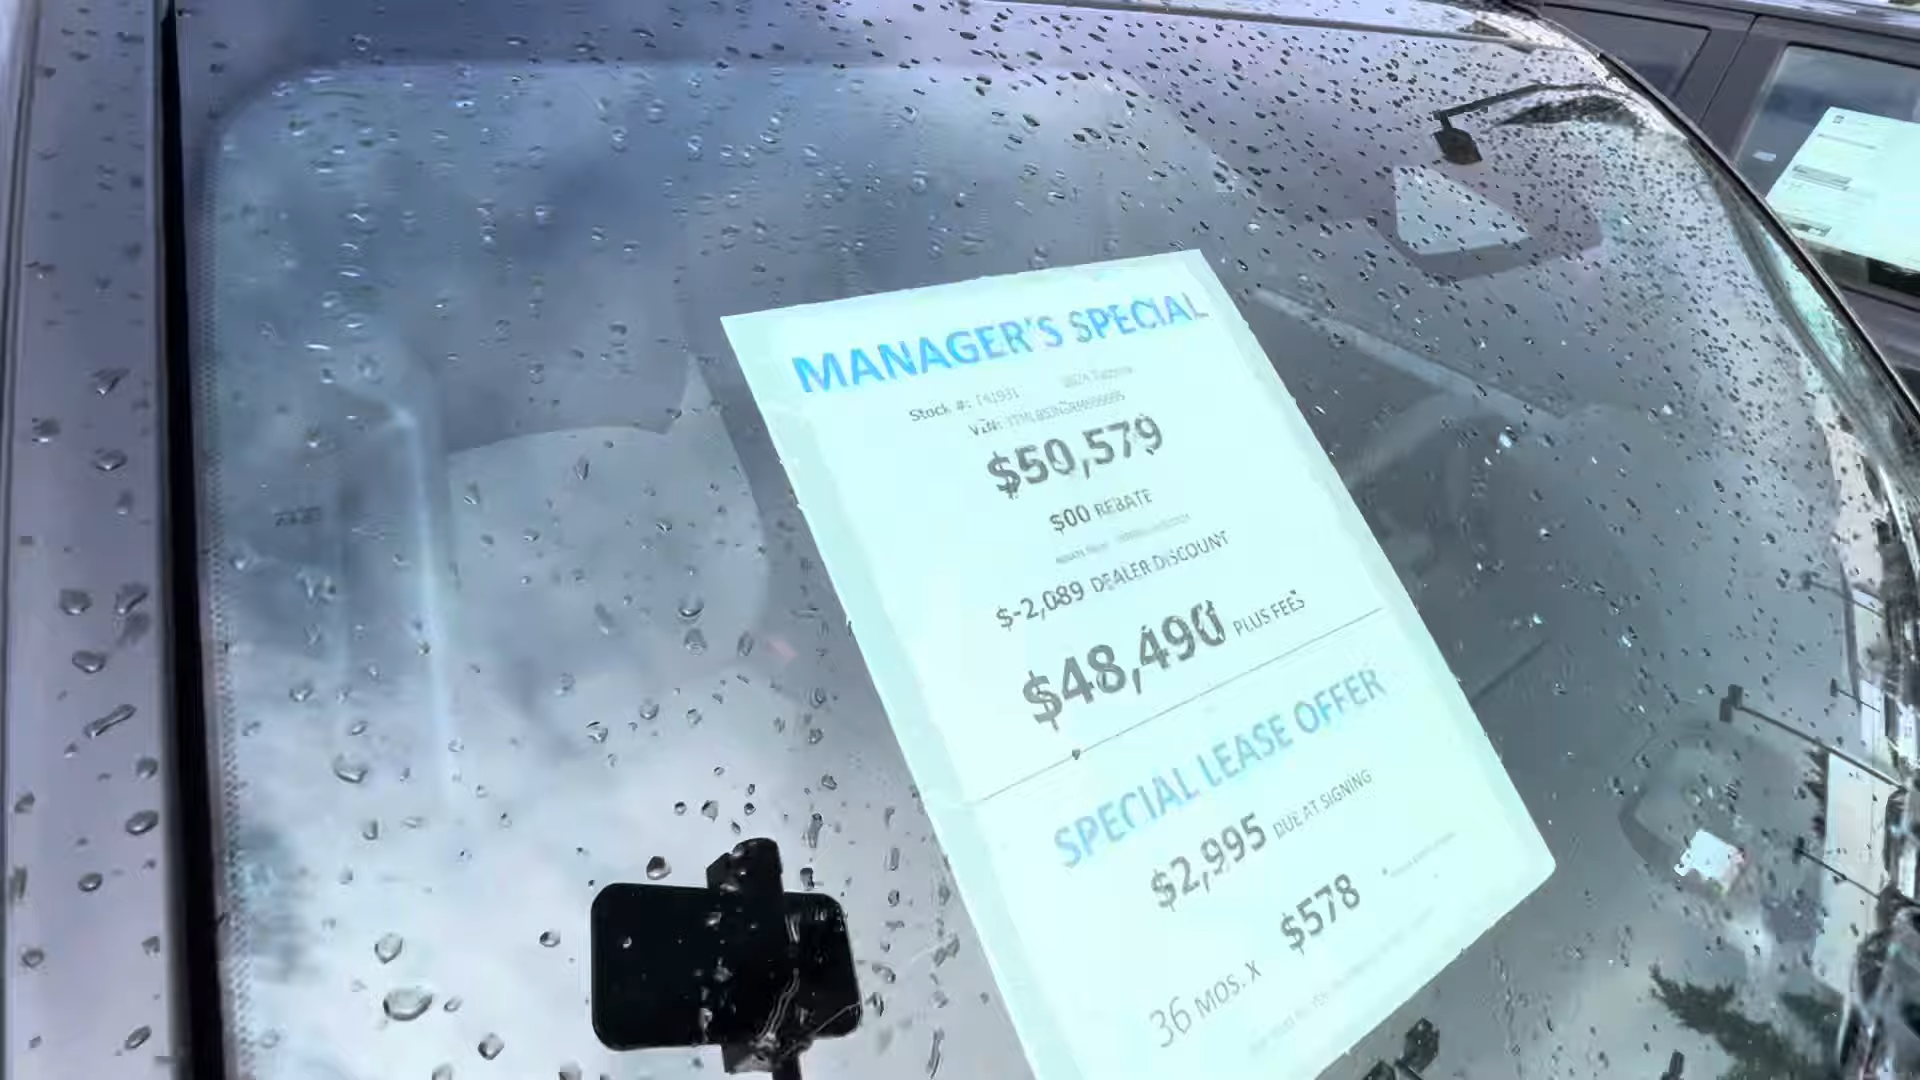 MANAGER'S SPECIAL
Stock #:
VIN:
$50,579
$00 REBATE
$-2,089 DEALER DISCOUNT
$48,490 PLUS FEES
SPECIAL LEASE OFFER
$2,995 DUE AT SIGNING
36 MOS. X $578